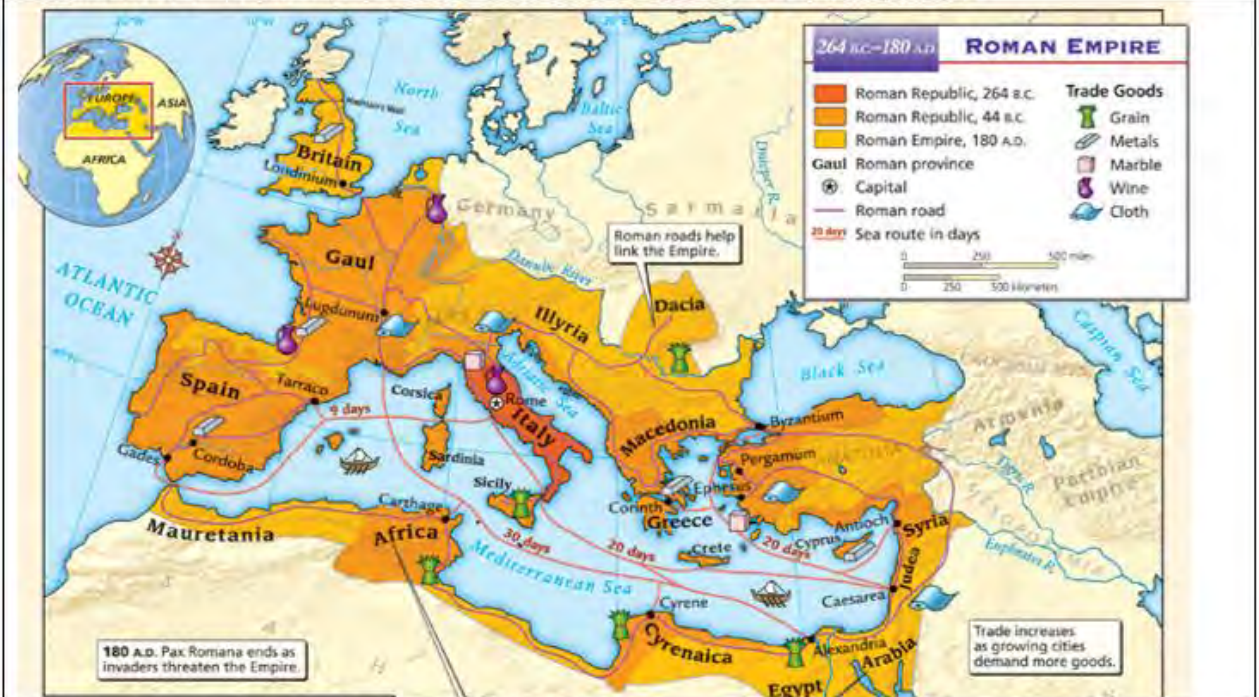 264 B.C.–180 A.D.
ROMAN EMPIRE
Roman Republic, 264 B.C.
Roman Republic, 44 B.C.
Roman Empire, 180 A.D.
Gaul Roman province
Capital
Roman road
20 days Sea route in days
Trade Goods
Grain
Metals
Marble
Wine
Cloth
0 250 500 miles
0 250 500 kilometers
EUROPE
ASIA
AFRICA
North
Sea
Baltic
Sea
Hadrian's Wall
Britain
Londinium
Germany
Sarmatia
Dnieper R.
Roman roads help
link the Empire.
ATLANTIC
OCEAN
Gaul
Danube River
Lugdunum
Illyria
Dacia
Caspian
Sea
Black Sea
Adriatic
Sea
Spain
Tarraco
Corsica
9 days
Rome
Italy
Macedonia
Byzantium
Armenia
Gades
Cordoba
Sardinia
Pergamum
ANATOLIA
Tigris R.
Parthian
Empire
Sicily
Ephesus
Corinth
Greece
Carthage
Mauretania
Africa
30 days
20 days
Crete
20 days
Cyprus
Antioch
Syria
MESOPOTAMIA
Euphrates R.
Mediterranean Sea
Judea
Caesarea
Cyrene
Cyrenaica
Alexandria
Arabia
Egypt
180 A.D. Pax Romana ends as
invaders threaten the Empire.
Trade increases
as growing cities
demand more goods.